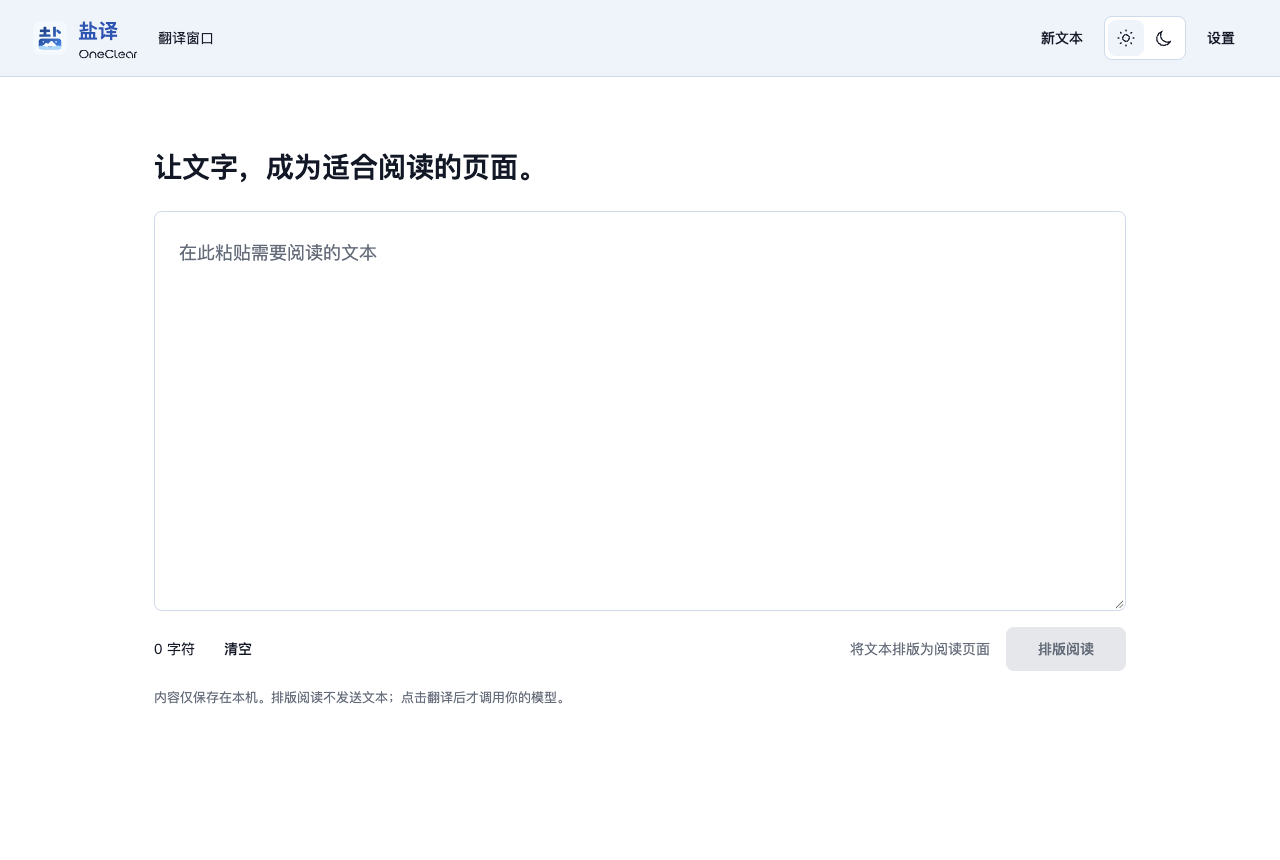 盐译
OneClear
翻译窗口
新文本
设置
让文字，成为适合阅读的页面。
在此粘贴需要阅读的文本
0 字符
清空
将文本排版为阅读页面
排版阅读
内容仅保存在本机。排版阅读不发送文本；点击翻译后才调用你的模型。